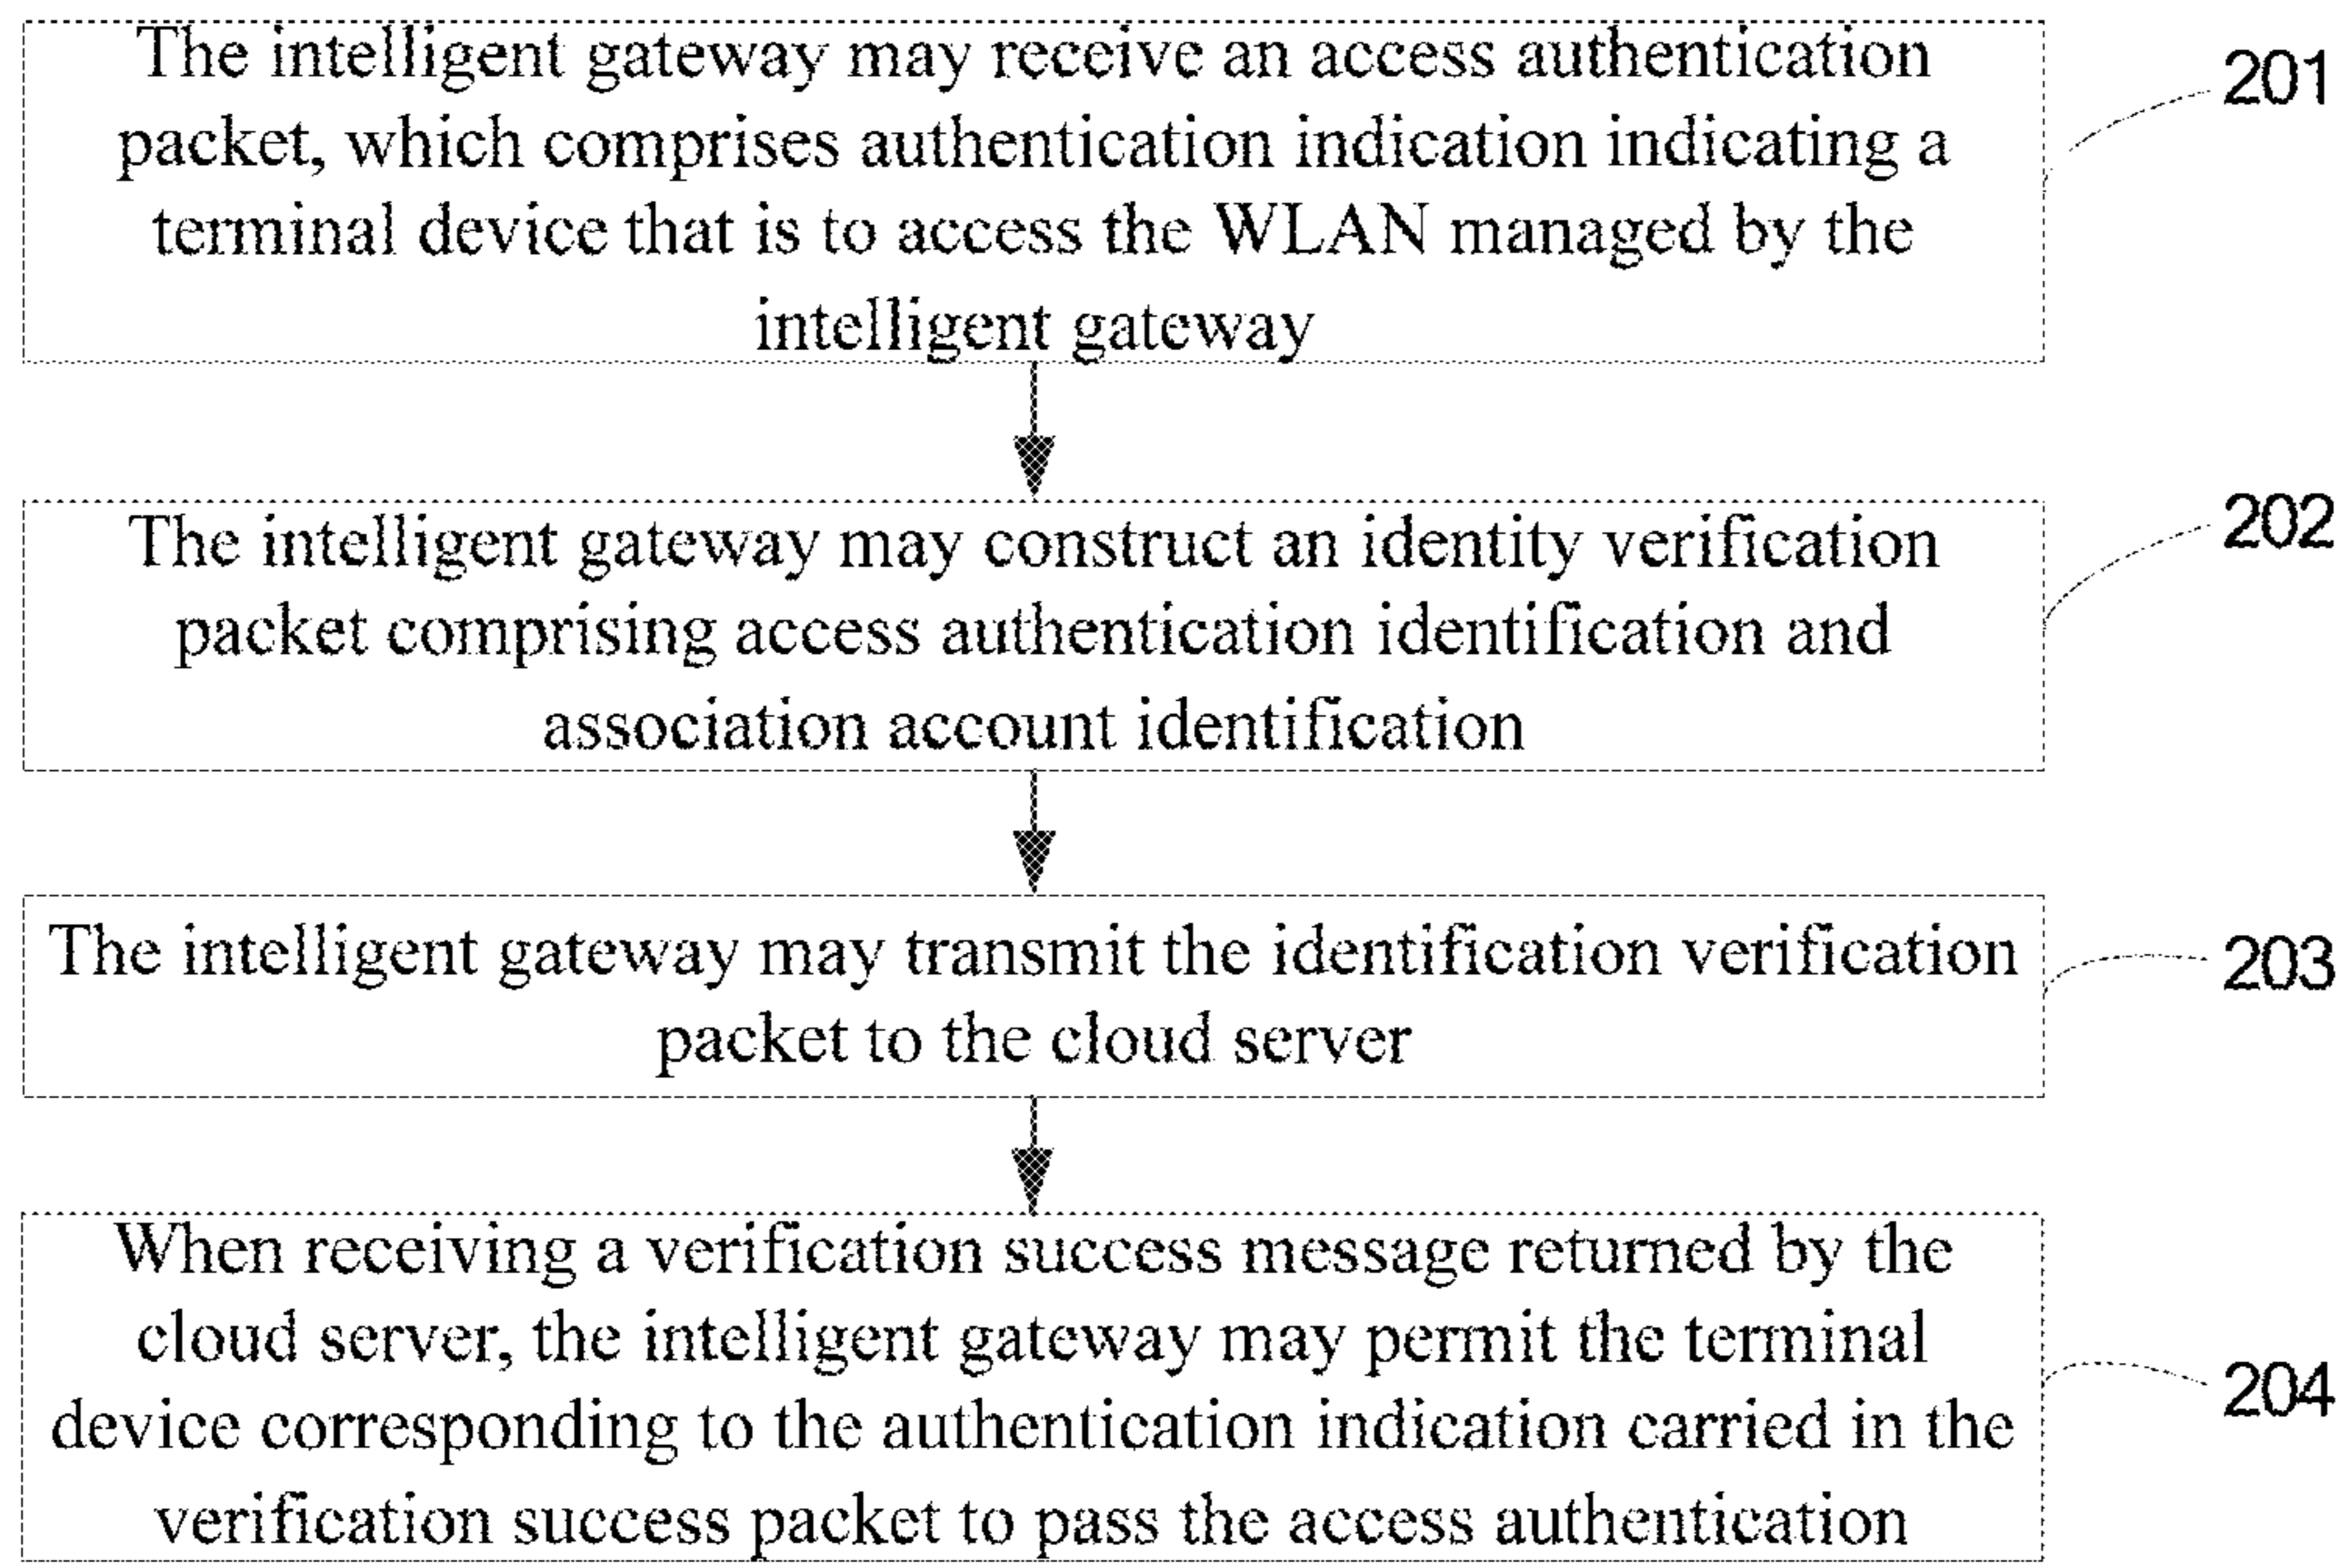 The intelligent gateway may receive an access authentication
packet, which comprises authentication indication indicating a
terminal device that is to access the WLAN managed by the
intelligent gateway
201
The intelligent gateway may construct an identity verification
packet comprising access authentication identification and
association account identification
202
The intelligent gateway may transmit the identification verification
packet to the cloud server
203
When receiving a verification success message returned by the
cloud server, the intelligent gateway may permit the terminal
device corresponding to the authentication indication carried in the
verification success packet to pass the access authentication
204